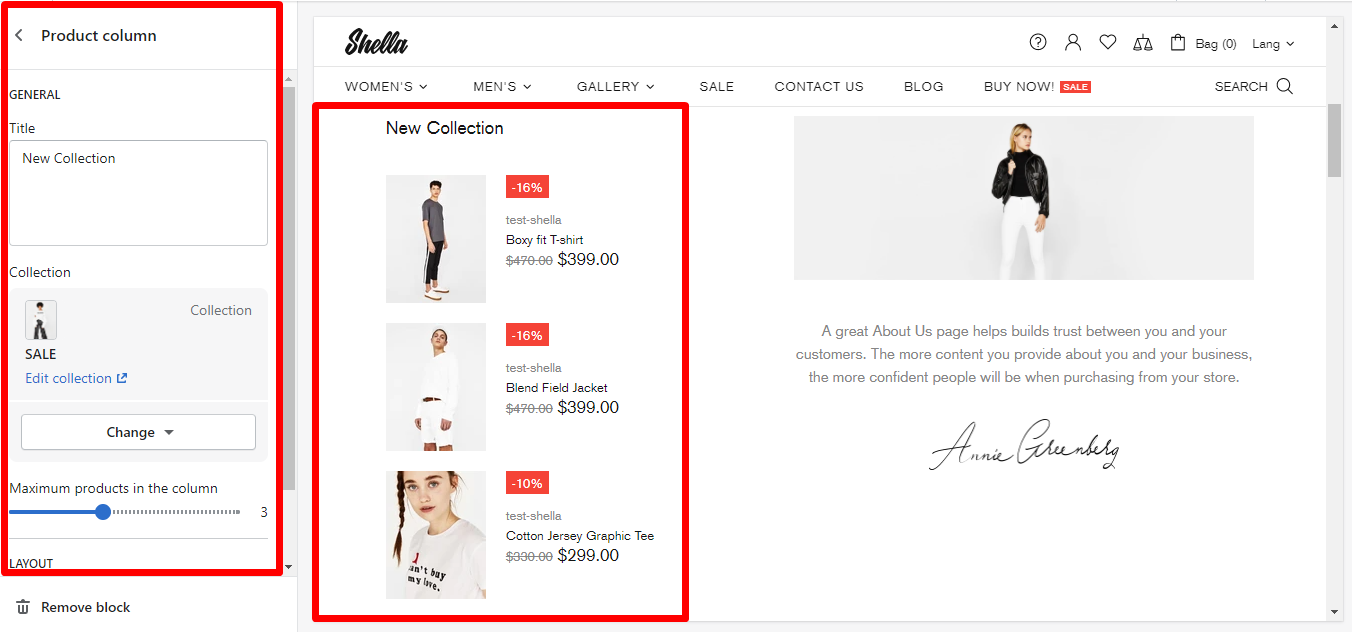 Product column
GENERAL
Title
New Collection
Collection
Collection
SALE
Edit collection
Change
Maximum products in the column
3
LAYOUT
Remove block
Shella
Bag (0)
Lang
WOMEN'S
MEN'S
GALLERY
SALE
CONTACT US
BLOG
BUY NOW!
SALE
SEARCH
New Collection
-16%
test-shella
Boxy fit T-shirt
$470.00 $399.00
-16%
test-shella
Blend Field Jacket
$470.00 $399.00
-10%
test-shella
Cotton Jersey Graphic Tee
$330.00 $299.00
can't buy
my love.
A great About Us page helps builds trust between you and your
customers. The more content you provide about you and your business,
the more confident people will be when purchasing from your store.
Annie Greenberg